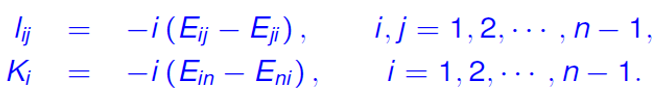 I_{ij} = −i (E_{ij} − E_{ji}) , i, j = 1, 2, · · · , n − 1,
K_i = −i (E_{in} − E_{ni}) , i = 1, 2, · · · , n − 1.